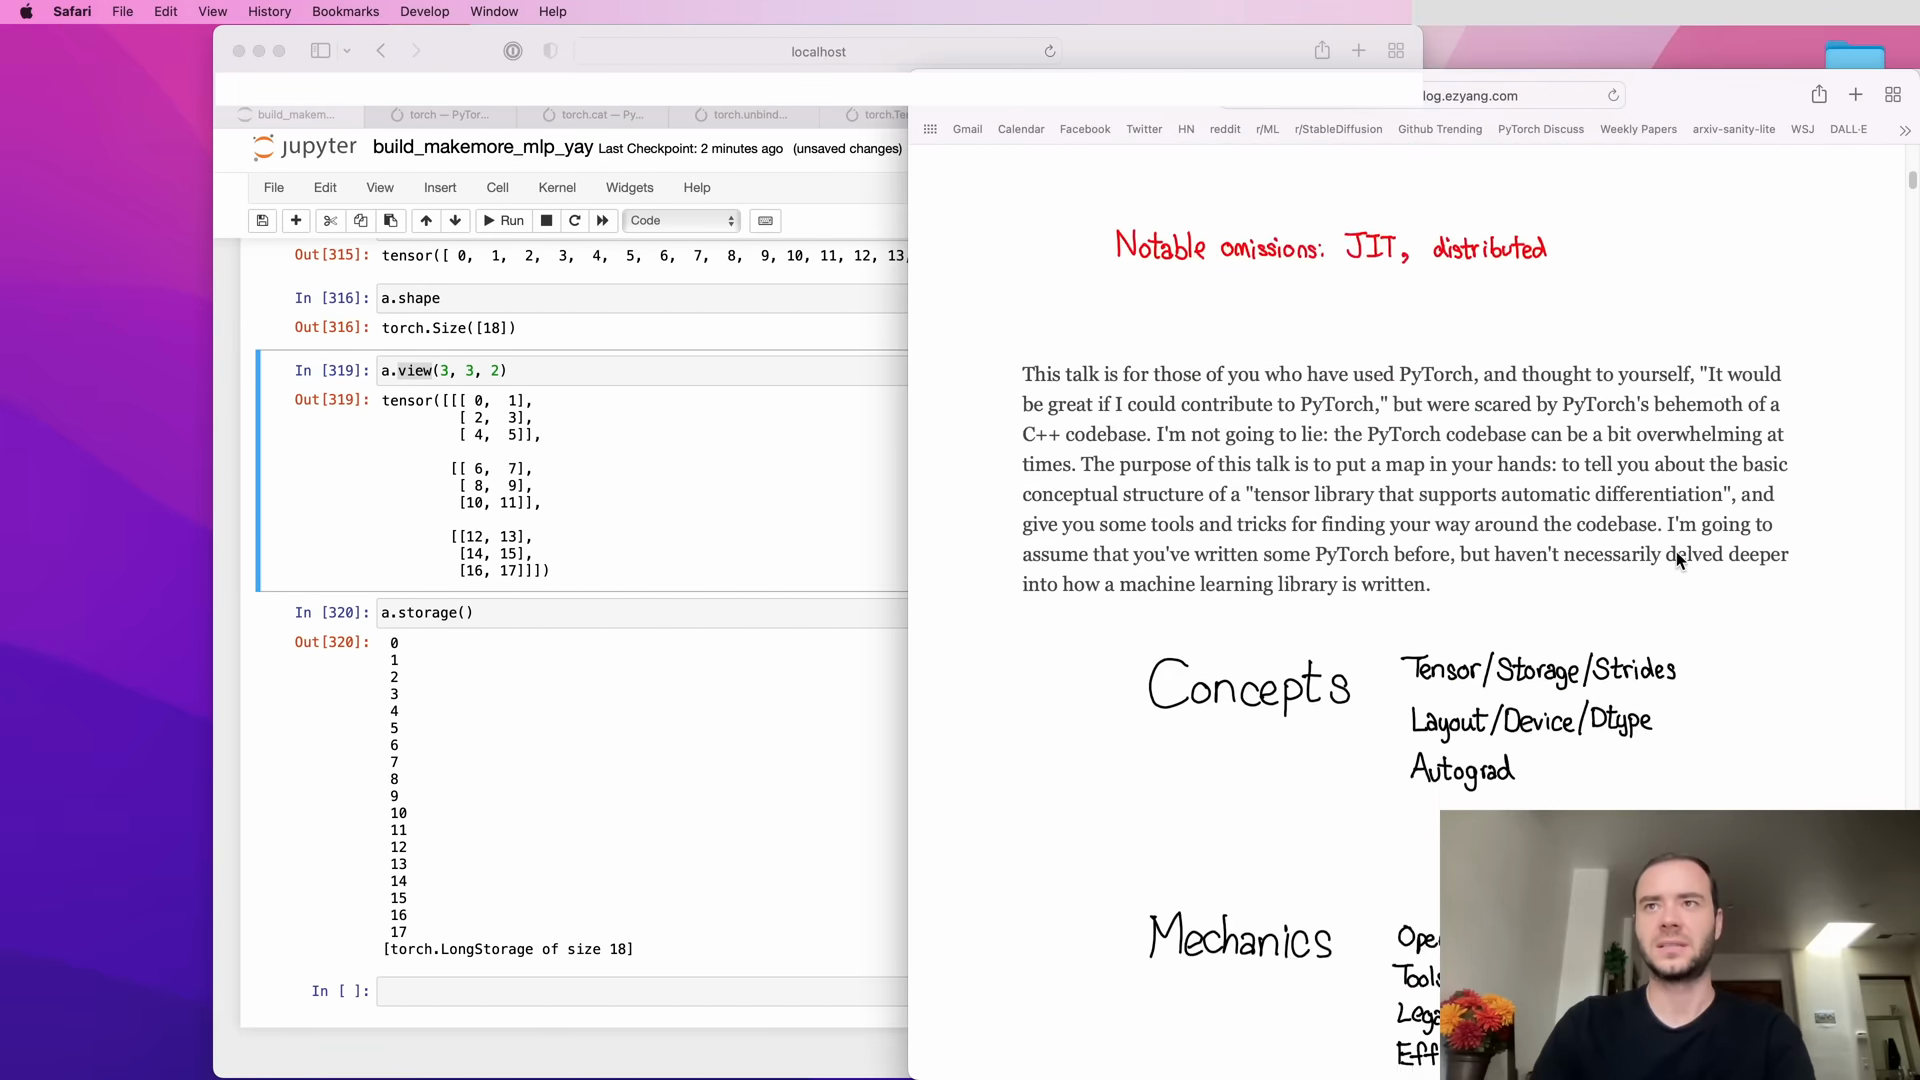 Safari File Edit View History Bookmarks Develop Window Help
localhost
build_makem... torch — PyTor... torch.cat — Py... torch.unbind... torch.Te
jupyter build_makemore_mlp_yay Last Checkpoint: 2 minutes ago (unsaved changes)
File Edit View Insert Cell Kernel Widgets Help
Run Code
Out[315]: tensor([ 0, 1, 2, 3, 4, 5, 6, 7, 8, 9, 10, 11, 12, 13,
In [316]: a.shape
Out[316]: torch.Size([18])
In [319]: a.view(3, 3, 2)
Out[319]: tensor([[[ 0, 1],
[ 2, 3],
[ 4, 5]],
[[ 6, 7],
[ 8, 9],
[10, 11]],
[[12, 13],
[14, 15],
[16, 17]]])
In [320]: a.storage()
Out[320]: 0
1
2
3
4
5
6
7
8
9
10
11
12
13
14
15
16
17
[torch.LongStorage of size 18]
In [ ]:
log.ezyang.com
Gmail Calendar Facebook Twitter HN reddit r/ML r/StableDiffusion Github Trending PyTorch Discuss Weekly Papers arxiv-sanity-lite WSJ DALL·E
Notable omissions: JIT, distributed
This talk is for those of you who have used PyTorch, and thought to yourself, "It would
be great if I could contribute to PyTorch," but were scared by PyTorch's behemoth of a
C++ codebase. I'm not going to lie: the PyTorch codebase can be a bit overwhelming at
times. The purpose of this talk is to put a map in your hands: to tell you about the basic
conceptual structure of a "tensor library that supports automatic differentiation", and
give you some tools and tricks for finding your way around the codebase. I'm going to
assume that you've written some PyTorch before, but haven't necessarily delved deeper
into how a machine learning library is written.
Concepts
Tensor/Storage/Strides
Layout/Device/Dtype
Autograd
Mechanics
Ope
Tools
Lega
Eff